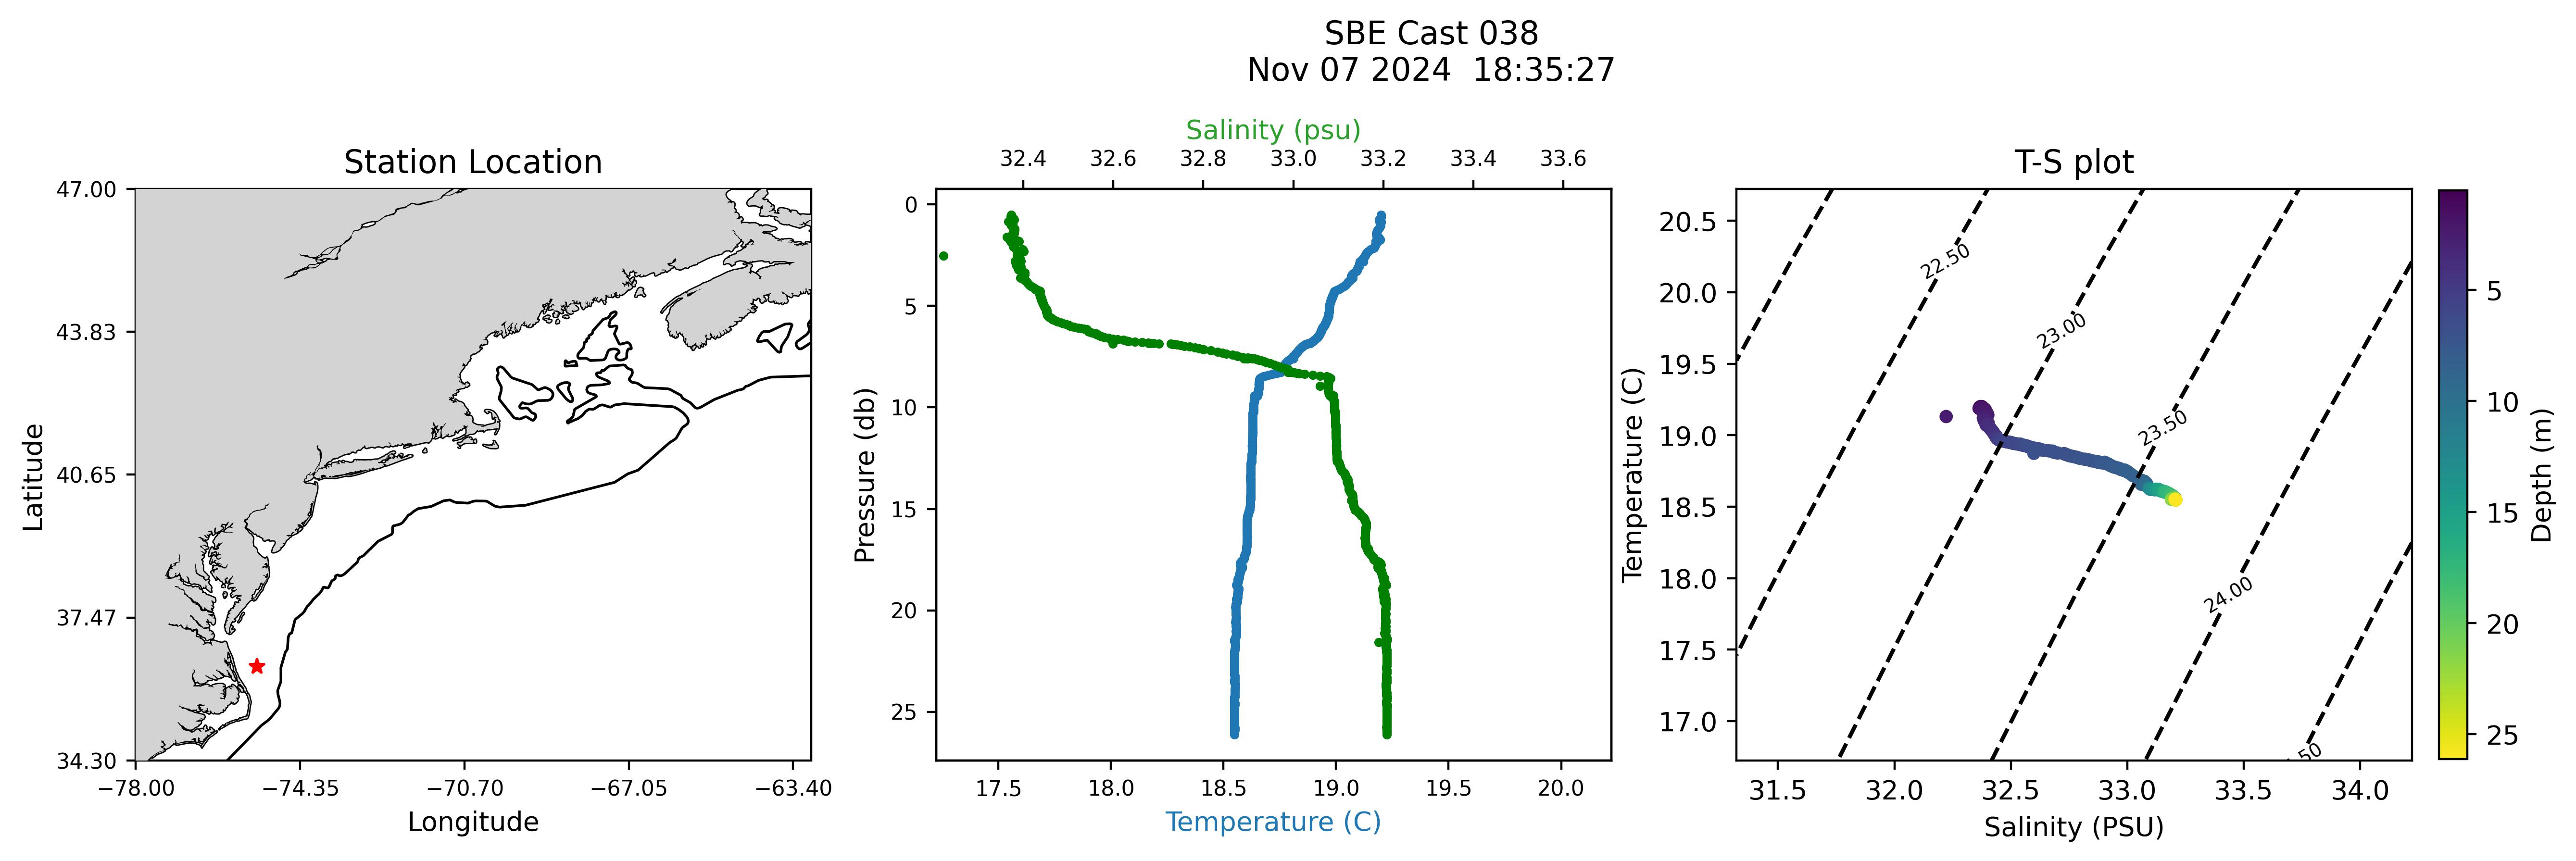 SBE Cast 038
Nov 07 2024  18:35:27
Station Location
47.00
43.83
40.65
37.47
34.30
Latitude
−78.00 −74.35 −70.70 −67.05 −63.40
Longitude
Salinity (psu)
32.4 32.6 32.8 33.0 33.2 33.4 33.6
0
5
10
15
20
25
Pressure (db)
17.5 18.0 18.5 19.0 19.5 20.0
Temperature (C)
T-S plot
20.5
20.0
19.5
19.0
18.5
18.0
17.5
17.0
Temperature (C)
22.50
23.00
23.50
24.00
50
31.5 32.0 32.5 33.0 33.5 34.0
Salinity (PSU)
5
10
15
20
25
Depth (m)